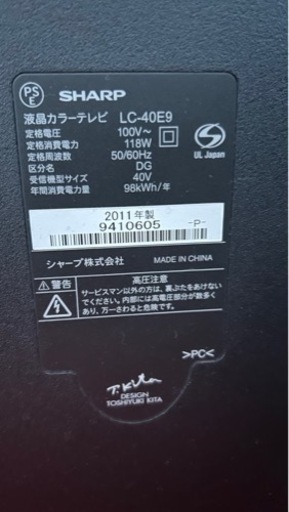 PS
E
SHARP
液晶カラーテレビ LC-40E9
定格電圧 100V～
定格消費電力 118W
定格周波数 50/60Hz
区分名 DG
受信機型サイズ 40V
年間消費電力量 98kWh/年
UL Japan
2011年製
9410605 -P-
シャープ株式会社 MADE IN CHINA
警告
高圧注意
サービスマン以外の方は、裏ぶたをあけないでください。内部には高電圧部分が数多くあり、万一さわると危険です。
>PC<
T. Kita
DESIGN
TOSHIYUKI KITA